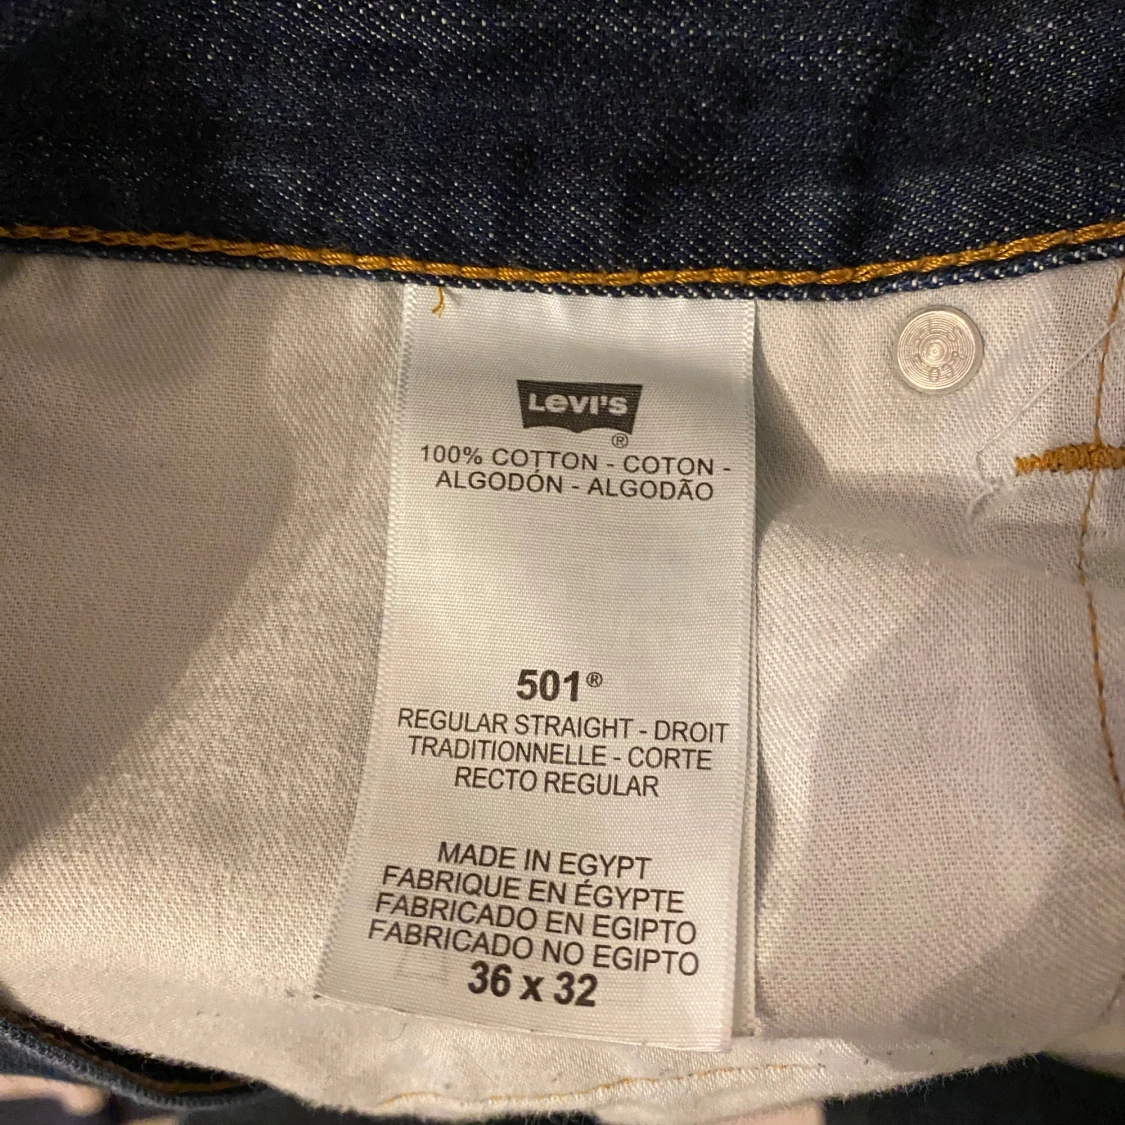 LEVI'S
®
100% COTTON - COTON -
ALGODÓN - ALGODÃO
501®
REGULAR STRAIGHT - DROIT
TRADITIONNELLE - CORTE
RECTO REGULAR
MADE IN EGYPT
FABRIQUE EN ÉGYPTE
FABRICADO EN EGIPTO
FABRICADO NO EGIPTO
36 x 32